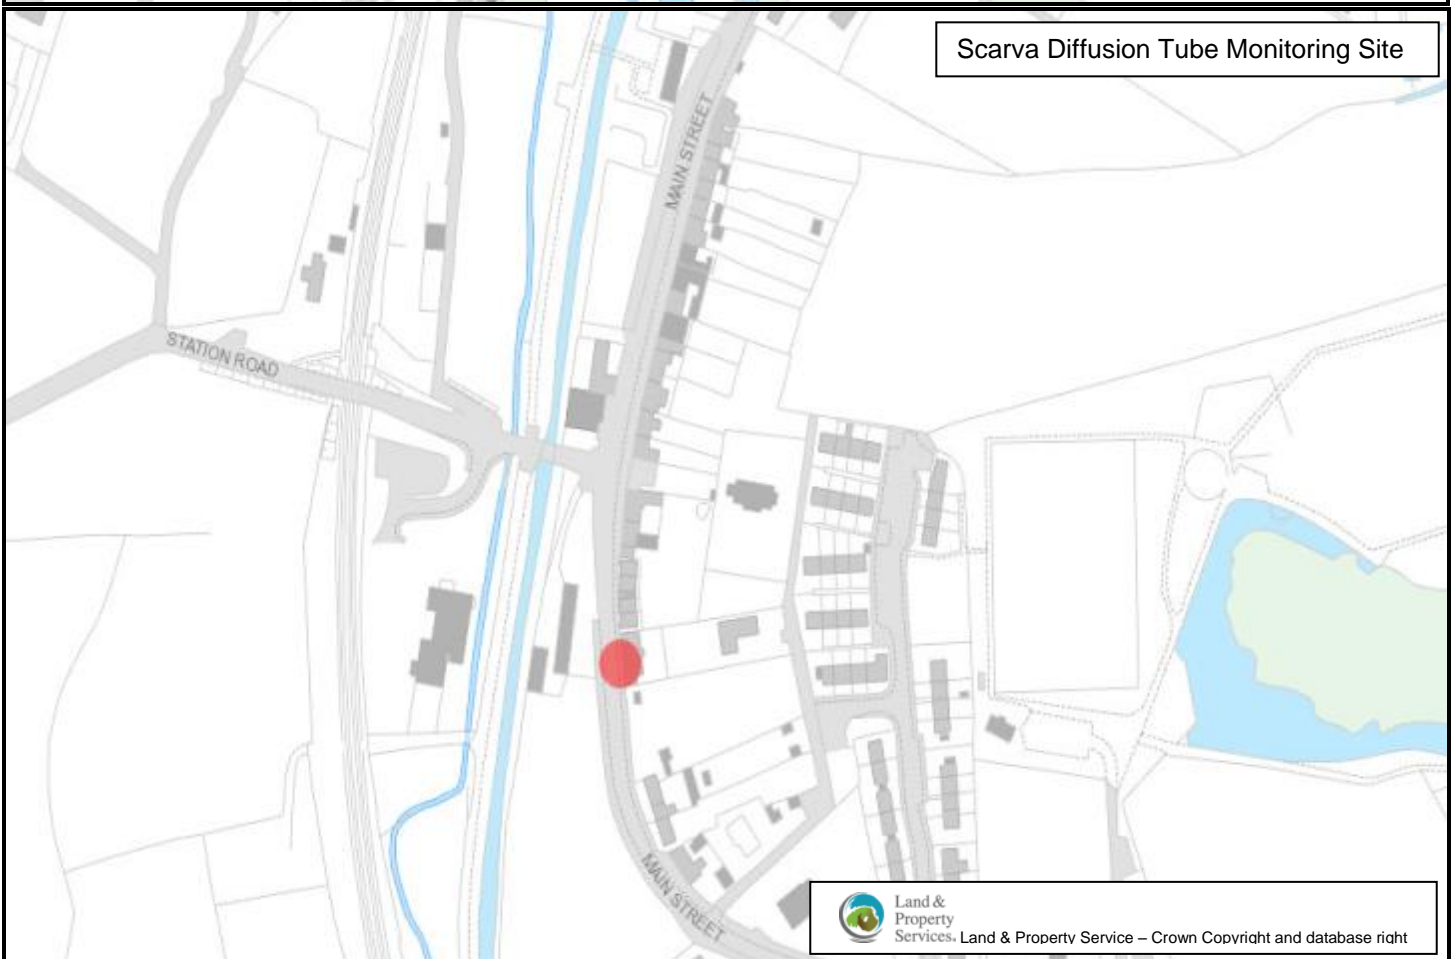 Scarva Diffusion Tube Monitoring Site
MAIN STREET
STATION ROAD
MAIN STREET
Land &
Property
Services. Land & Property Service – Crown Copyright and database right